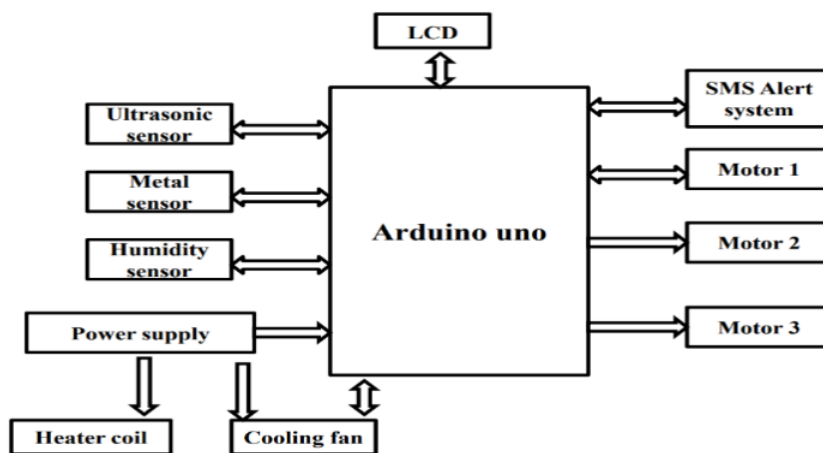 LCD
Ultrasonic
sensor
Metal
sensor
Humidity
sensor
Power supply
Heater coil
Cooling fan
Arduino uno
SMS Alert
system
Motor 1
Motor 2
Motor 3